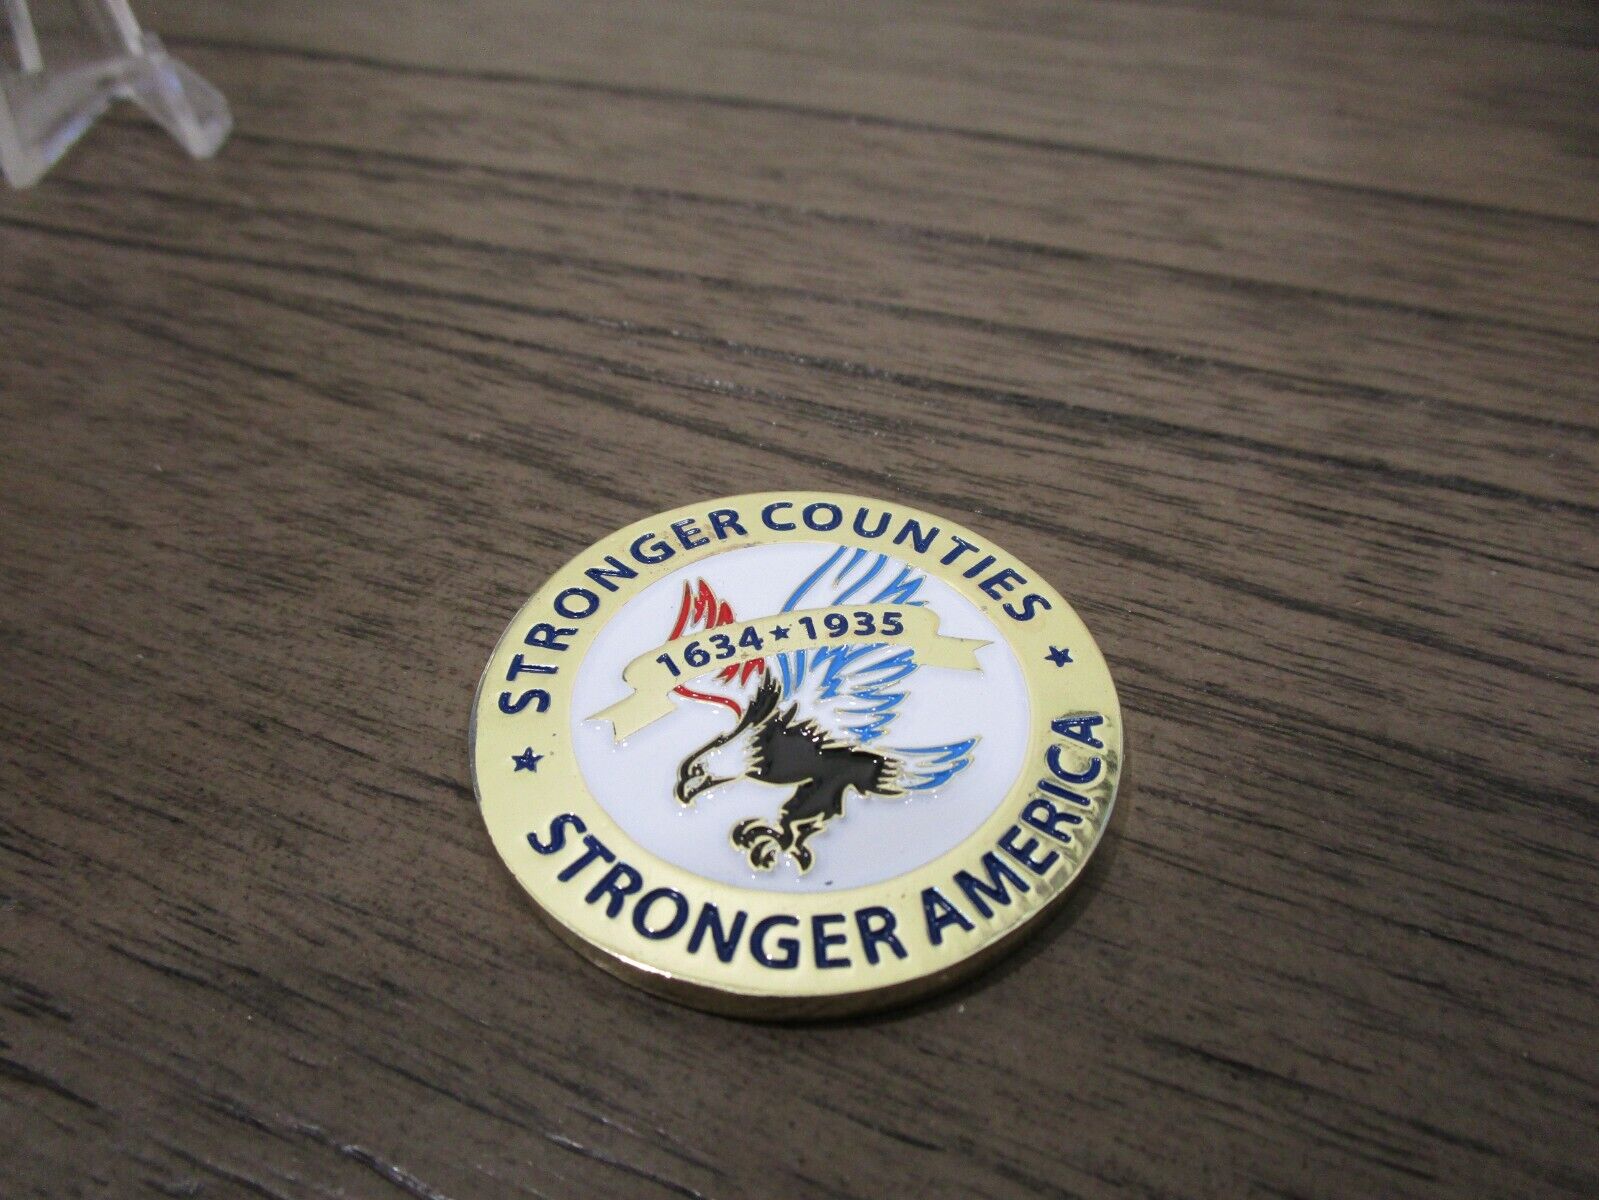 STRONGER COUNTIES
1634★1935
★ STRONGER AMERICA ★